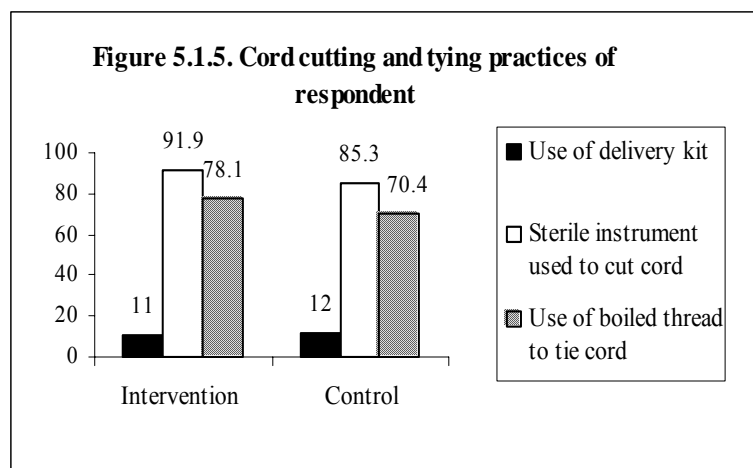 Figure 5.1.5. Cord cutting and tying practices of
respondent
100
80
60
40
20
0
11
91.9
78.1
12
85.3
70.4
Intervention
Control
Use of delivery kit
Sterile instrument
used to cut cord
Use of boiled thread
to tie cord